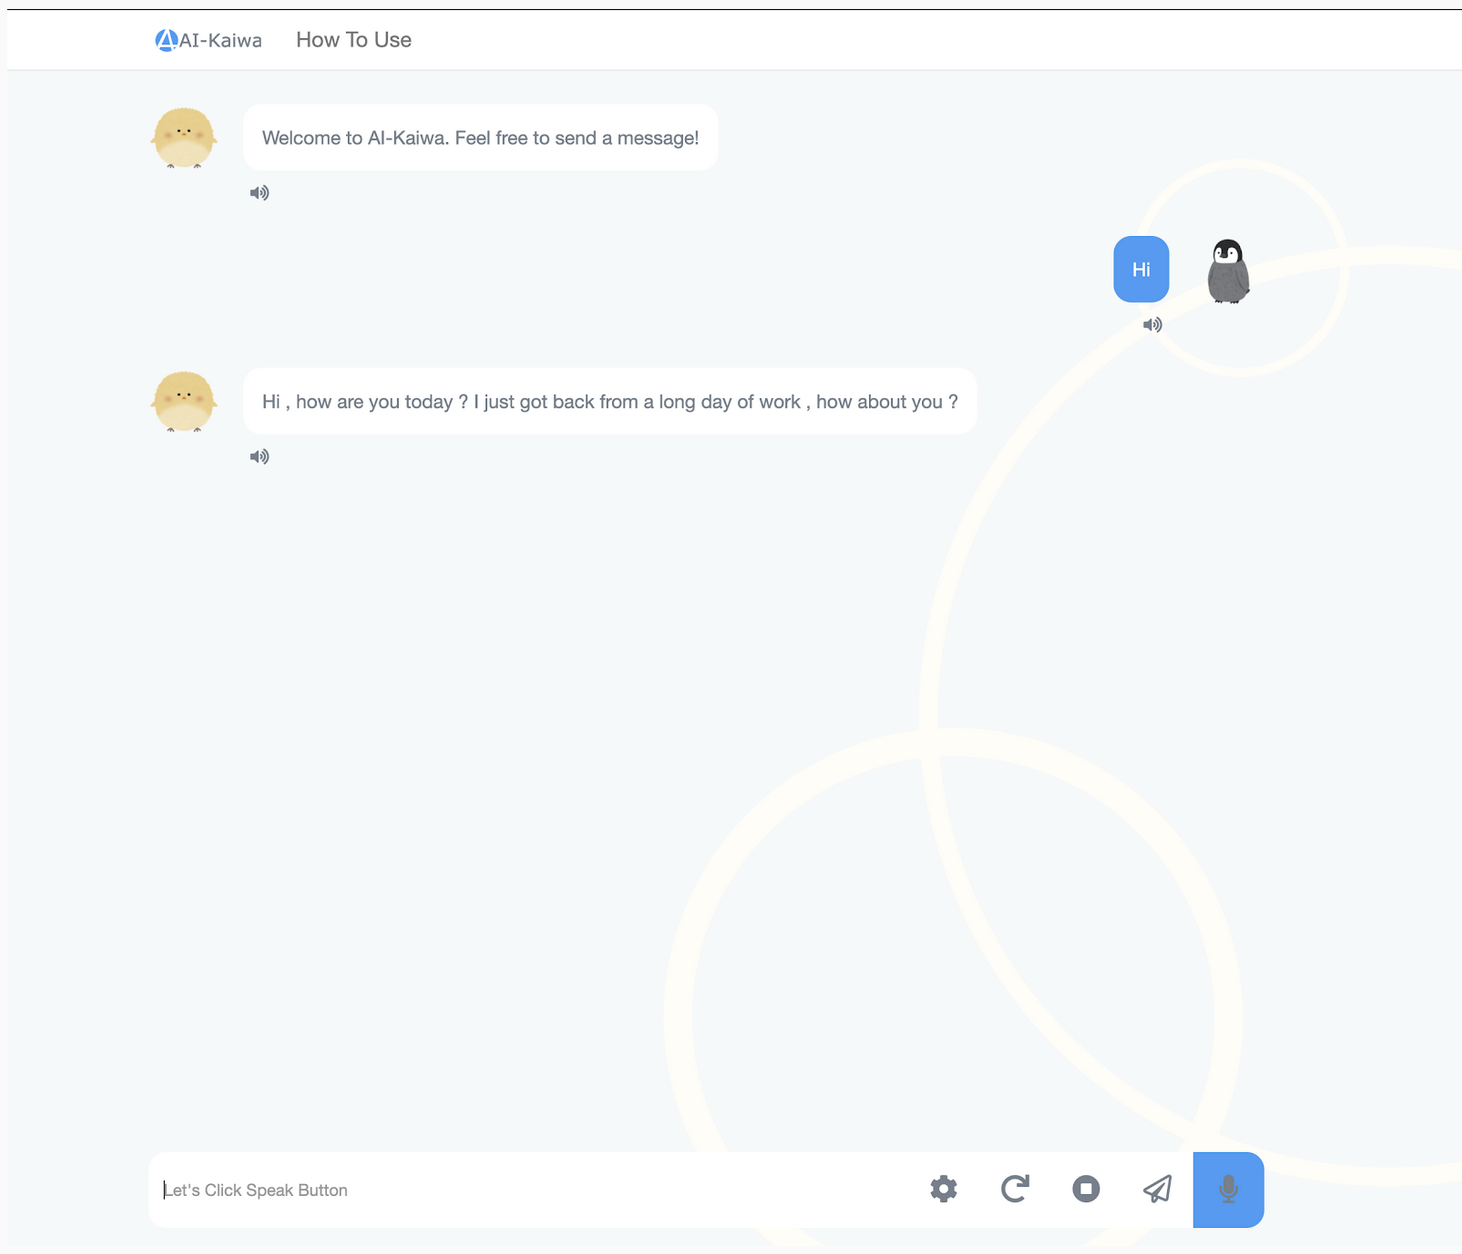 AI-Kaiwa How To Use
Welcome to AI-Kaiwa. Feel free to send a message!
Hi
Hi , how are you today ? I just got back from a long day of work , how about you ?
Let's Click Speak Button